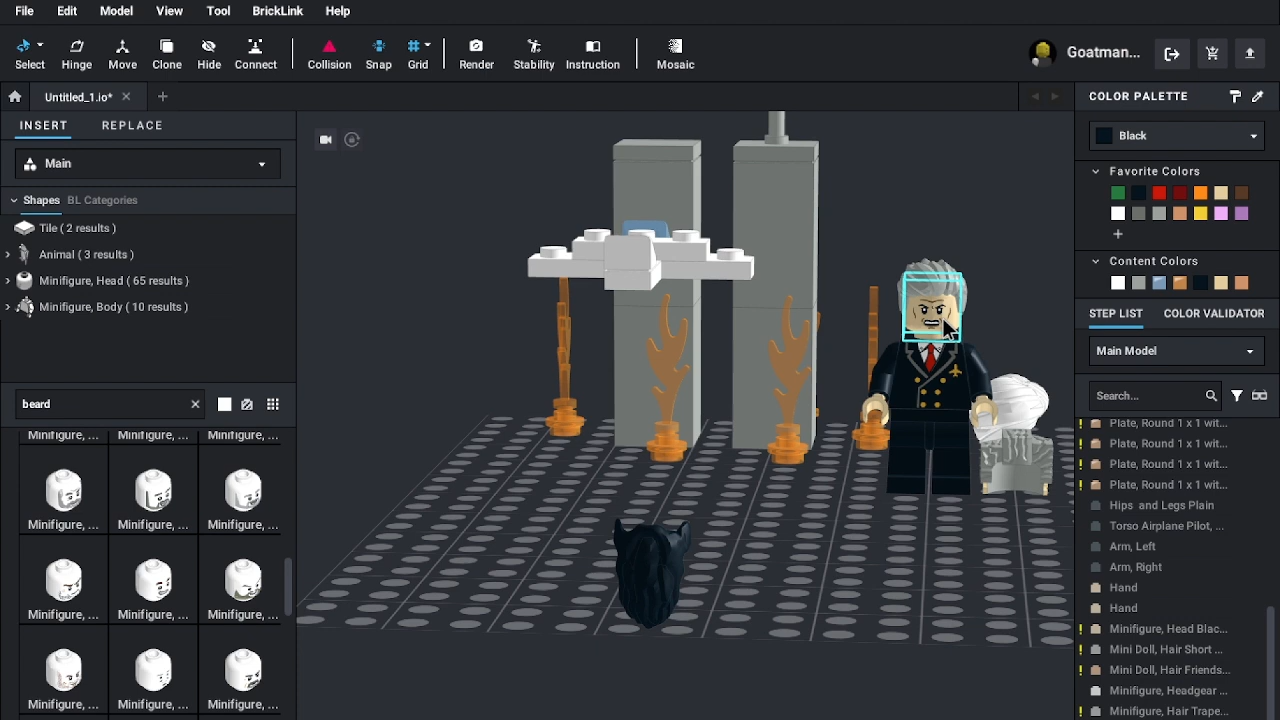 File Edit Model View Tool BrickLink Help
Select Hinge Move Clone Hide Connect Collision Snap Grid Render Stability Instruction Mosaic Goatman...
Untitled_1.io*
COLOR PALETTE
INSERT REPLACE
Black
Main
Favorite Colors
Shapes BL Categories
Tile ( 2 results )
Animal ( 3 results )
Minifigure, Head ( 65 results )
Minifigure, Body ( 10 results )
Content Colors
STEP LIST COLOR VALIDATOR
Main Model
beard
Search...
Minifigure, ... Minifigure, ... Minifigure, ...
Minifigure, ... Minifigure, ... Minifigure, ...
Minifigure, ... Minifigure, ... Minifigure, ...
Minifigure, ... Minifigure, ... Minifigure, ...
Plate, Round 1 x 1 wit...
Plate, Round 1 x 1 wit...
Plate, Round 1 x 1 wit...
Plate, Round 1 x 1 wit...
Hips and Legs Plain
Torso Airplane Pilot, ...
Arm, Left
Arm, Right
Hand
Hand
Minifigure, Head Blac...
Mini Doll, Hair Short ...
Mini Doll, Hair Friends...
Minifigure, Headgear ...
Minifigure, Hair Trape...